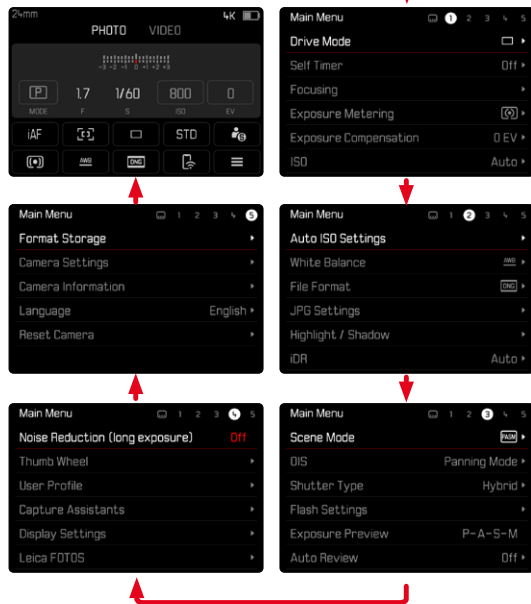 24mm 4K
PHOTO VIDEO
-3 -2 -1 0 +1 +2 +3
P 1.7 1/60 800 0
MODE F S ISO EV
iAF STD
AWB DNG
Main Menu 1 2 3 4 5
Drive Mode
Self Timer Off
Focusing
Exposure Metering
Exposure Compensation 0 EV
ISO Auto
Main Menu 1 2 3 4 5
Format Storage
Camera Settings
Camera Information
Language English
Reset Camera
Main Menu 1 2 3 4 5
Auto ISO Settings
White Balance AWB
File Format DNG
JPG Settings
Highlight / Shadow
iDR Auto
Main Menu 1 2 3 4 5
Noise Reduction (long exposure) Off
Thumb Wheel
User Profile
Capture Assistants
Display Settings
Leica FOTOS
Main Menu 1 2 3 4 5
Scene Mode PASM
OIS Panning Mode
Shutter Type Hybrid
Flash Settings
Exposure Preview P-A-S-M
Auto Review Off